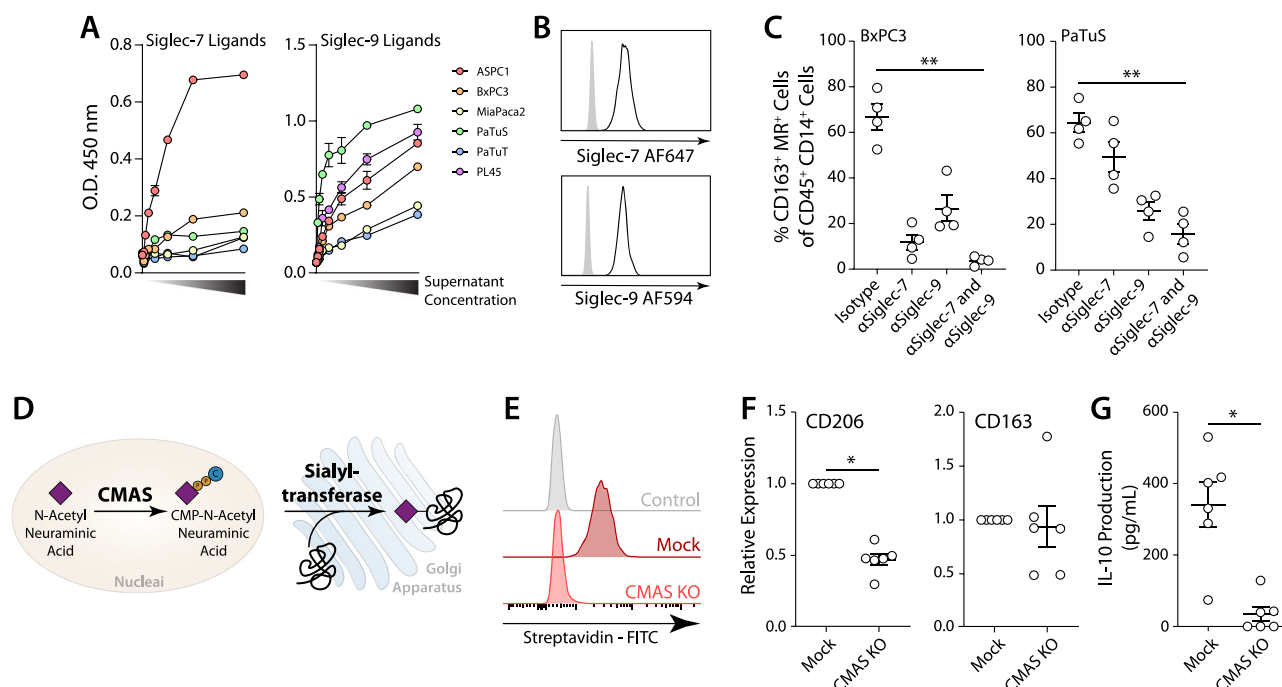 A
Siglec-7 Ligands
Siglec-9 Ligands
O.D. 450 nm
0.8
0.6
0.4
0.2
0.0
1.5
1.0
0.5
0.0
ASPC1
BxPC3
MiaPaca2
PaTuS
PaTuT
PL45
Supernatant
Concentration
B
Siglec-7 AF647
Siglec-9 AF594
C
BxPC3
PaTuS
% CD163+ MR+ Cells
of CD45+ CD14+ Cells
100
80
60
40
20
0
**
Isotype
αSiglec-7
αSiglec-9
αSiglec-7 and
αSiglec-9
100
80
60
40
20
0
**
Isotype
αSiglec-7
αSiglec-9
αSiglec-7 and
αSiglec-9
D
CMAS
N-Acetyl
Neuraminic
Acid
P
P
C
CMP-N-Acetyl
Neuraminic
Acid
Nucleai
Sialyl-
transferase
Golgi
Apparatus
E
Control
Mock
CMAS KO
Streptavidin - FITC
F
CD206
CD163
Relative Expression
1.5
1.0
0.5
0.0
*
Mock
CMAS KO
2.0
1.5
1.0
0.5
0.0
Mock
CMAS KO
G
IL-10 Production
(pg/mL)
600
400
200
0
*
Mock
CMAS KO